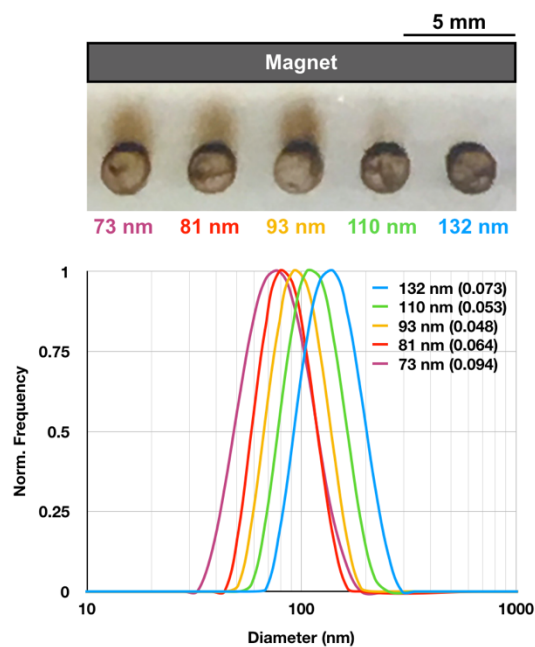 5 mm
Magnet
73 nm 81 nm 93 nm 110 nm 132 nm
1
0.75
0.5
0.25
0
Norm. Frequency
132 nm (0.073)
110 nm (0.053)
93 nm (0.048)
81 nm (0.064)
73 nm (0.094)
10 100 1000
Diameter (nm)